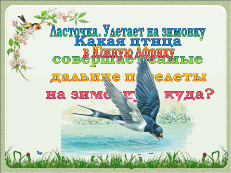 Ласточка. Улетает на зимовку
Какая птица
в Южную Африку
совершает самые
дальние перелеты
на зимовку и куда?